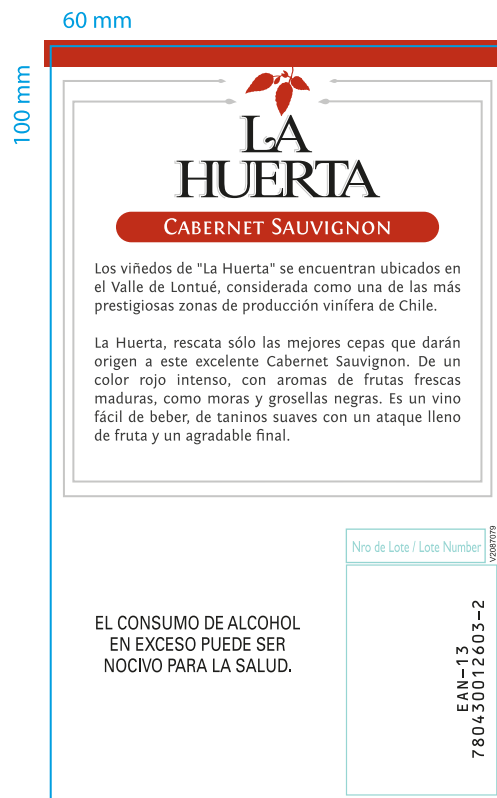 60 mm
100 mm
LA
HUERTA
CABERNET SAUVIGNON
Los viñedos de "La Huerta" se encuentran ubicados en
el Valle de Lontué, considerada como una de las más
prestigiosas zonas de producción vinífera de Chile.
La Huerta, rescata sólo las mejores cepas que darán
origen a este excelente Cabernet Sauvignon. De un
color rojo intenso, con aromas de frutas frescas
maduras, como moras y grosellas negras. Es un vino
fácil de beber, de taninos suaves con un ataque lleno
de fruta y un agradable final.
Nro de Lote / Lote Number
V2087079
EL CONSUMO DE ALCOHOL
EN EXCESO PUEDE SER
NOCIVO PARA LA SALUD.
EAN-13
780430012603-2